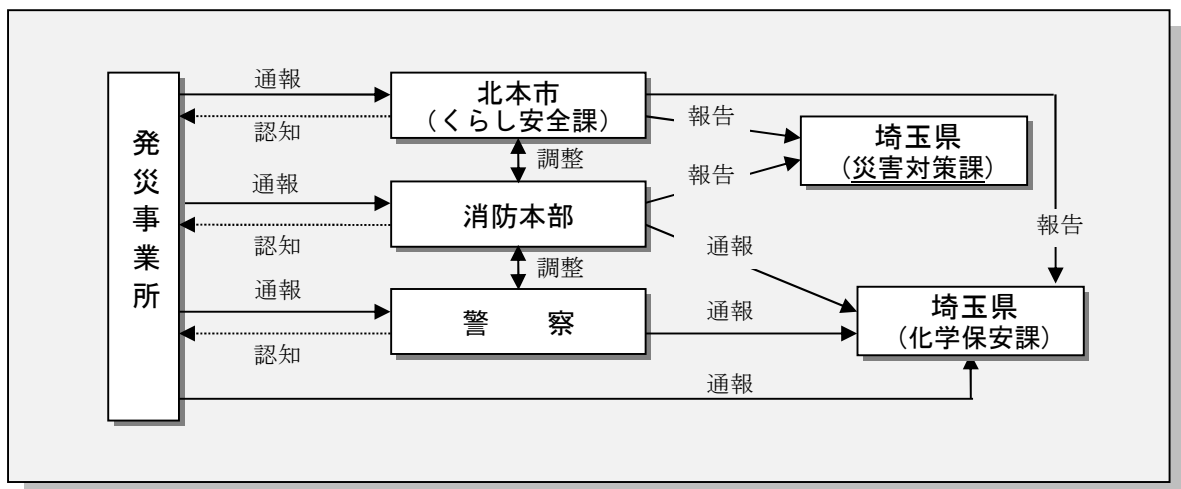 発災事業所
通報
認知
北本市
（くらし安全課）
報告
埼玉県
（災害対策課）
調整
報告
通報
認知
消防本部
報告
通報
調整
通報
認知
警　　察
通報
埼玉県
（化学保安課）
通報